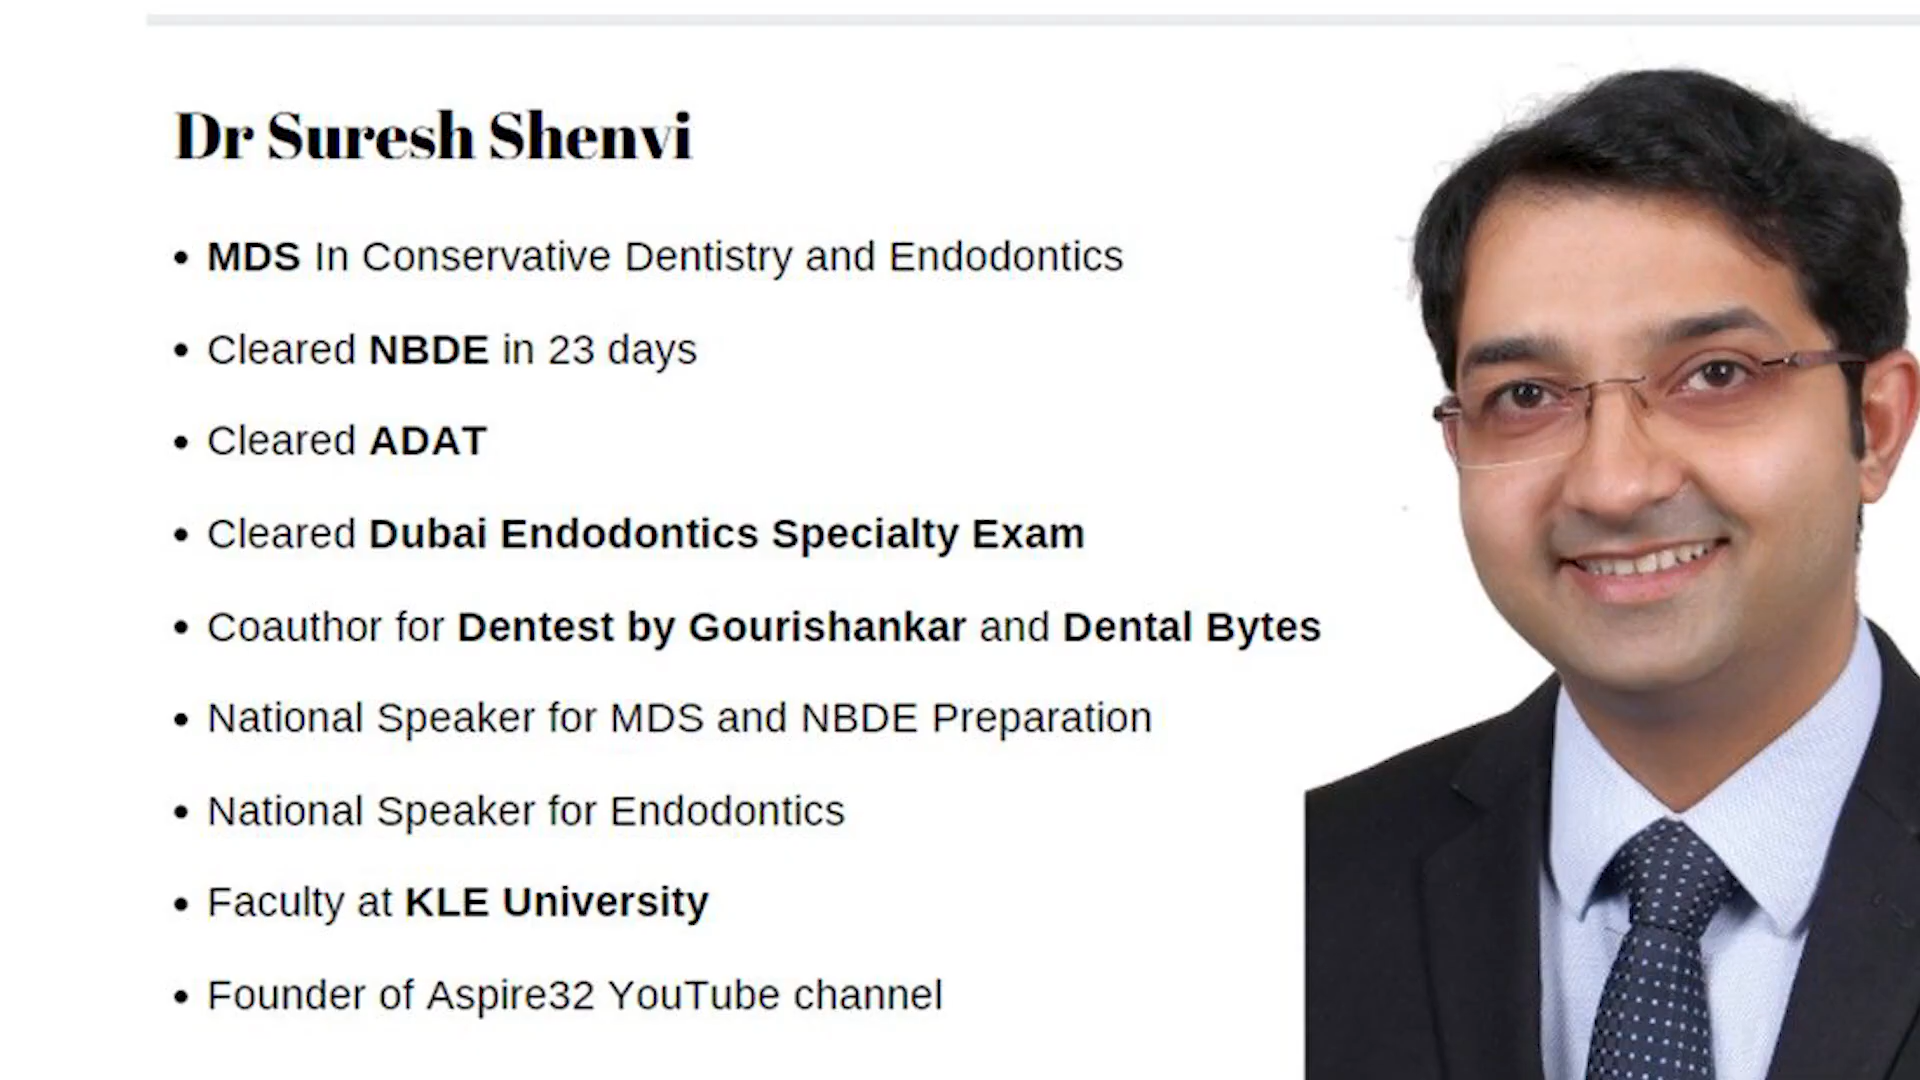 Dr Suresh Shenvi
• MDS In Conservative Dentistry and Endodontics
• Cleared NBDE in 23 days
• Cleared ADAT
• Cleared Dubai Endodontics Specialty Exam
• Coauthor for Dentest by Gourishankar and Dental Bytes
• National Speaker for MDS and NBDE Preparation
• National Speaker for Endodontics
• Faculty at KLE University
• Founder of Aspire32 YouTube channel